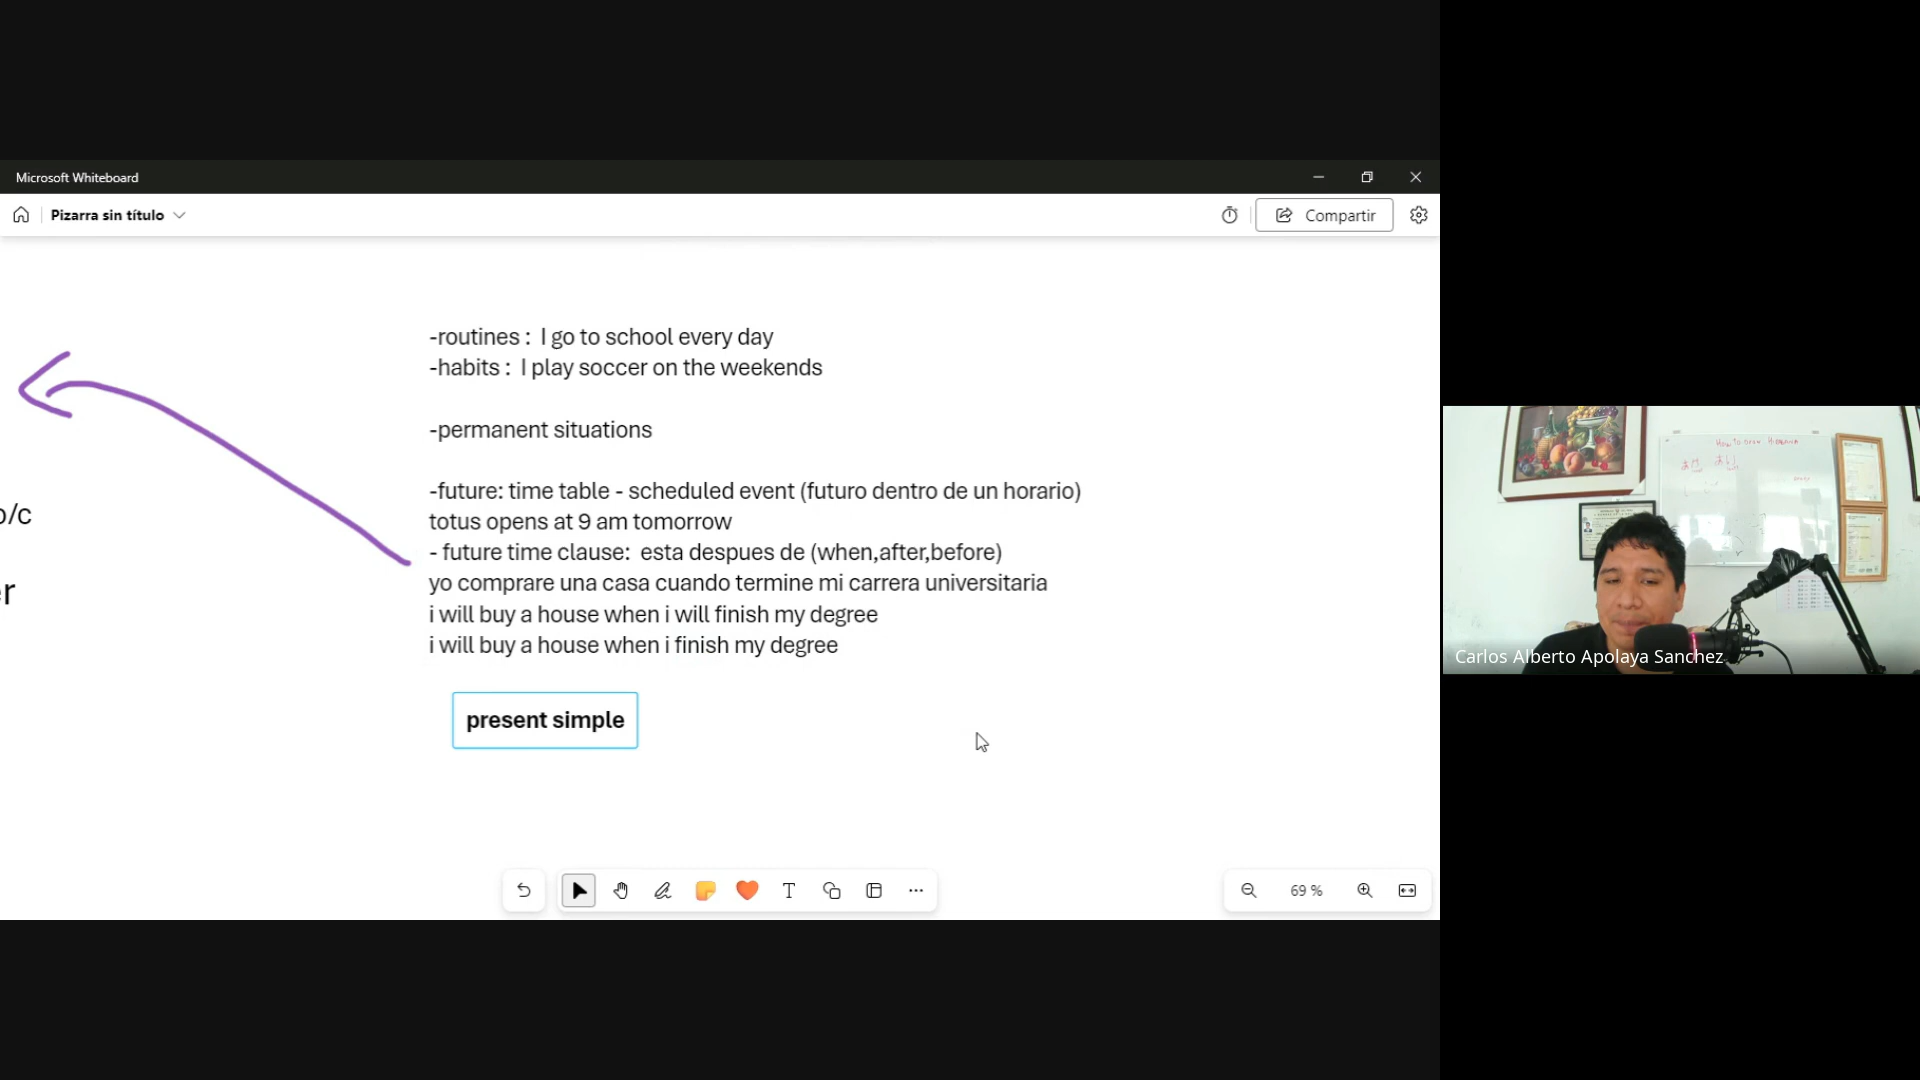 Microsoft Whiteboard
Pizarra sin título
Compartir
-routines : I go to school every day
-habits : I play soccer on the weekends
-permanent situations
-future: time table - scheduled event (futuro dentro de un horario)
totus opens at 9 am tomorrow
- future time clause: esta despues de (when,after,before)
yo comprare una casa cuando termine mi carrera universitaria
i will buy a house when i will finish my degree
i will buy a house when i finish my degree
present simple
69 %
Carlos Alberto Apolaya Sanchez